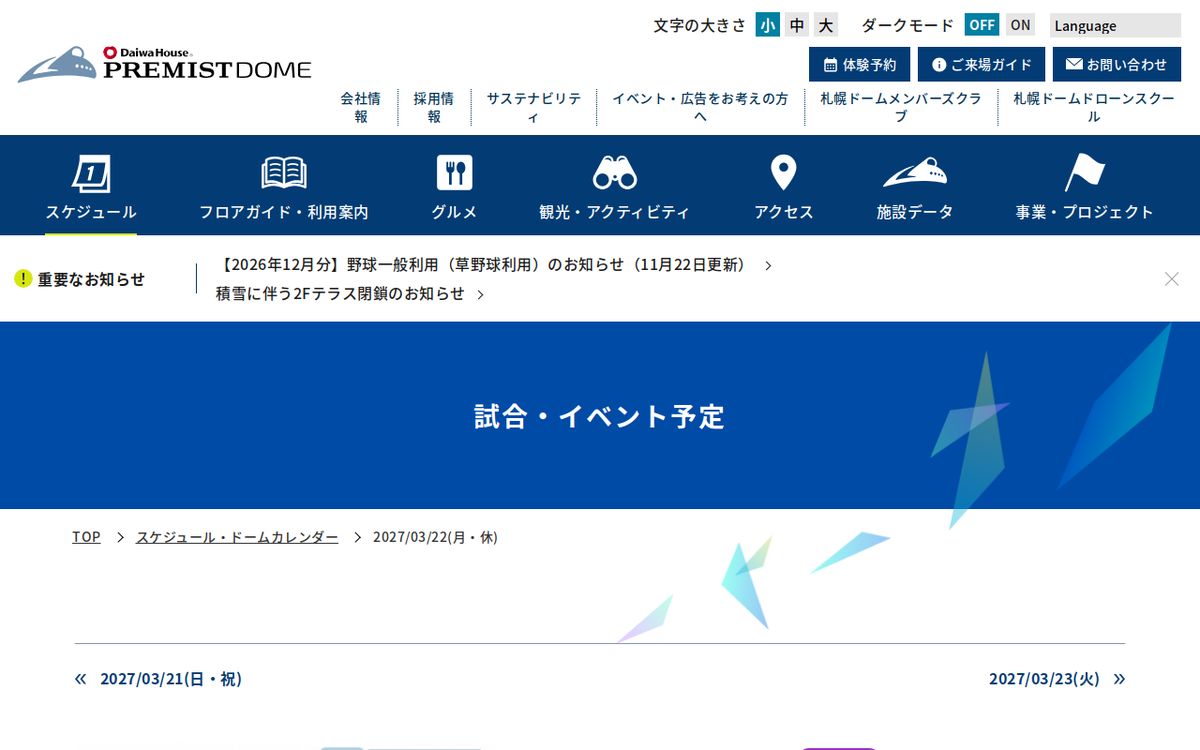 文字の大きさ 小 中 大 ダークモード OFF ON Language
Daiwa House®
PREMIST DOME
体験予約 ご来場ガイド お問い合わせ
会社情報 採用情報 サステナビリティ イベント・広告をお考えの方へ 札幌ドームメンバーズクラブ 札幌ドームドローンスクール
1
スケジュール フロアガイド・利用案内 グルメ 観光・アクティビティ アクセス 施設データ 事業・プロジェクト
重要なお知らせ
【2026年12月分】野球一般利用（草野球利用）のお知らせ（11月22日更新）
積雪に伴う2Fテラス閉鎖のお知らせ
試合・イベント予定
TOP スケジュール・ドームカレンダー 2027/03/22(月・休)
« 2027/03/21(日・祝) 2027/03/23(火) »